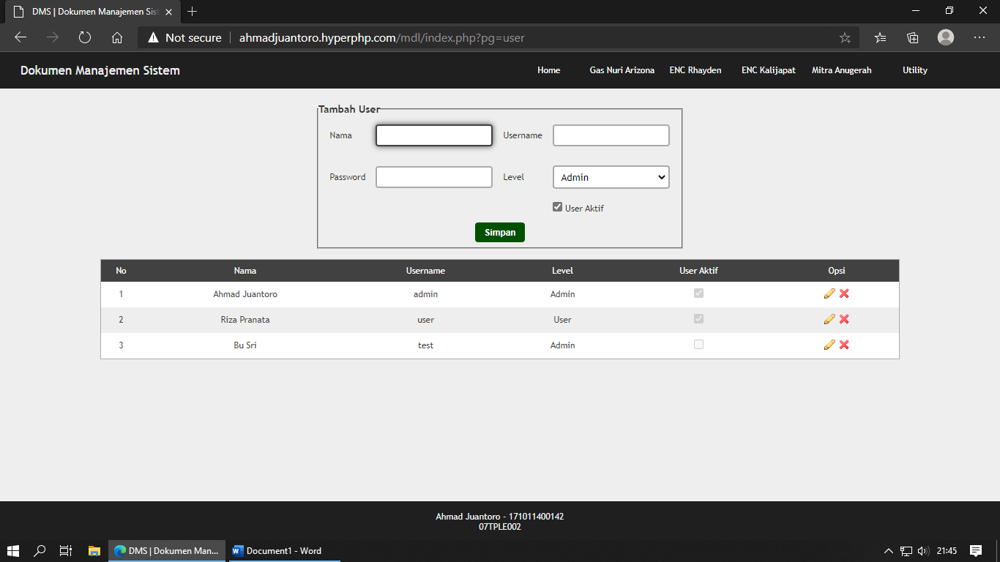 DMS | Dokumen Manajemen Sis
Not secure ahmadjuantoro.hyperphp.com/mdl/index.php?pg=user
Dokumen Manajemen Sistem Home Gas Nuri Arizona ENC Rhayden ENC Kalijapat Mitra Anugerah Utility
Tambah User
Nama Username
Password Level Admin
User Aktif
Simpan
No Nama Username Level User Aktif Opsi
1 Ahmad Juantoro admin Admin
2 Riza Pranata user User
3 Bu Sri test Admin
Ahmad Juantoro - 171011400142
07TPLE002
DMS | Dokumen Man... Document1 - Word 21:45